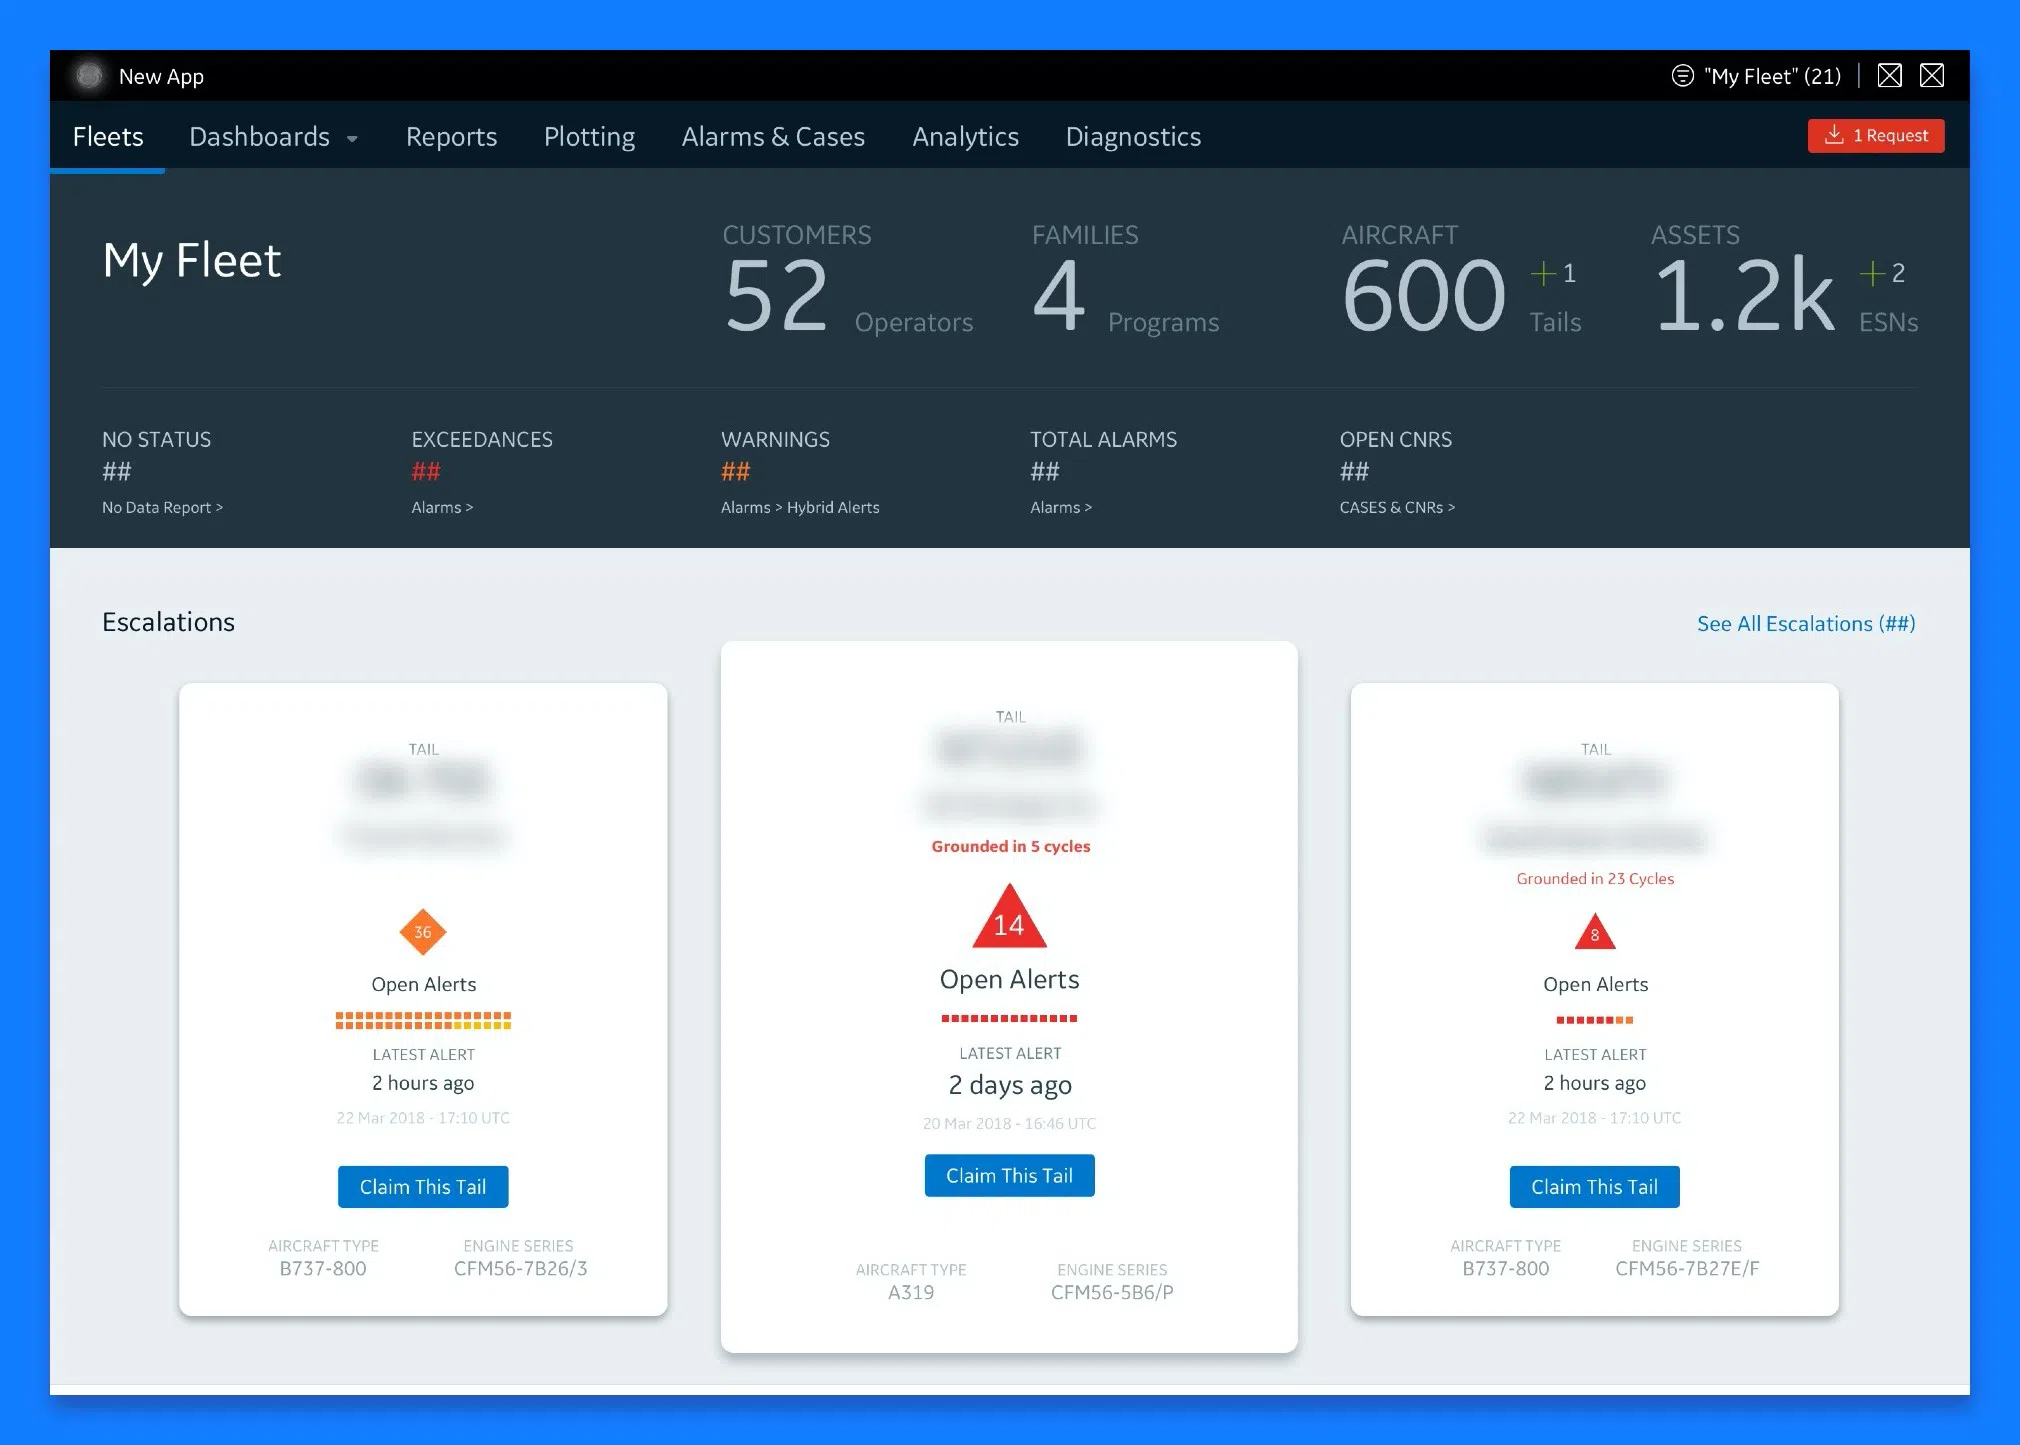 New App
"My Fleet" (21)
Fleets Dashboards Reports Plotting Alarms & Cases Analytics Diagnostics
1 Request
My Fleet
CUSTOMERS
52 Operators
FAMILIES
4 Programs
AIRCRAFT
600 +1 Tails
ASSETS
1.2k +2 ESNs
NO STATUS
##
No Data Report >
EXCEEDANCES
##
Alarms >
WARNINGS
##
Alarms > Hybrid Alerts
TOTAL ALARMS
##
Alarms >
OPEN CNRS
##
CASES & CNRs >
Escalations
See All Escalations (##)
TAIL
36
Open Alerts
LATEST ALERT
2 hours ago
22 Mar 2018 - 17:10 UTC
Claim This Tail
AIRCRAFT TYPE
B737-800
ENGINE SERIES
CFM56-7B26/3
TAIL
Grounded in 5 cycles
14
Open Alerts
LATEST ALERT
2 days ago
20 Mar 2018 - 16:46 UTC
Claim This Tail
AIRCRAFT TYPE
A319
ENGINE SERIES
CFM56-5B6/P
TAIL
Grounded in 23 Cycles
8
Open Alerts
LATEST ALERT
2 hours ago
22 Mar 2018 - 17:10 UTC
Claim This Tail
AIRCRAFT TYPE
B737-800
ENGINE SERIES
CFM56-7B27E/F